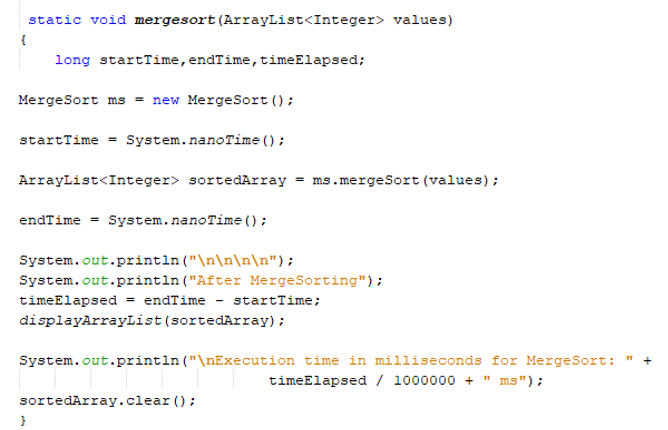 static void mergesort(ArrayList<Integer> values)
{
long startTime,endTime,timeElapsed;
MergeSort ms = new MergeSort();
startTime = System.nanoTime();
ArrayList<Integer> sortedArray = ms.mergeSort(values);
endTime = System.nanoTime();
System.out.println("\n\n\n\n");
System.out.println("After MergeSorting");
timeElapsed = endTime - startTime;
displayArrayList(sortedArray);
System.out.println("\nExecution time in milliseconds for MergeSort: " +
timeElapsed / 1000000 + " ms");
sortedArray.clear();
}